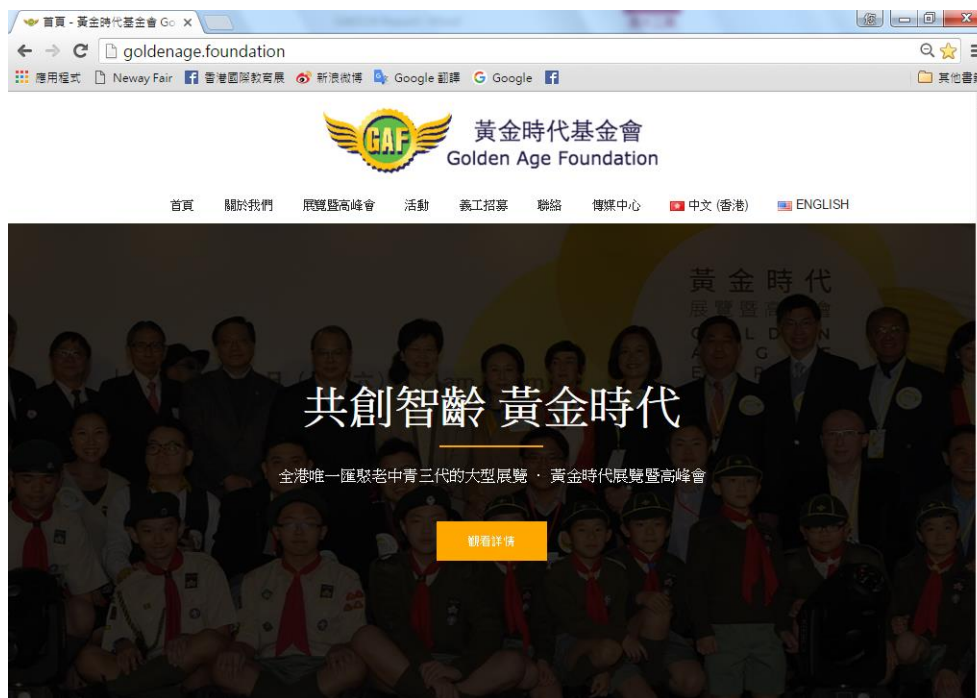 首頁 - 黃金時代基金會 Go
goldenage.foundation
應用程式 Neway Fair 香港國際教育展 新浪微博 Google 翻譯 Google 其他書
GAF
黃金時代基金會
Golden Age Foundation
首頁 關於我們 展覽暨高峰會 活動 義工招募 聯絡 傳媒中心 中文 (香港) ENGLISH
黃金時代
展覽暨高
共創智齡 黃金時代
全港唯一匯聚老中青三代的大型展覽 · 黃金時代展覽暨高峰會
觀看詳情